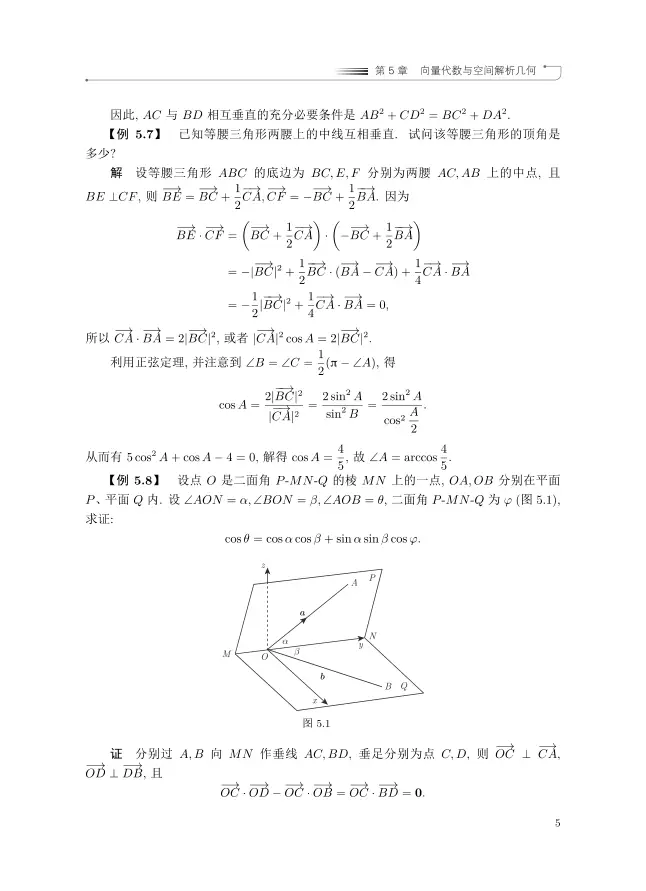 第 5 章 向量代数与空间解析几何
因此, AC 与 BD 相互垂直的充分必要条件是 AB² + CD² = BC² + DA².
【例 5.7】 已知等腰三角形两腰上的中线互相垂直. 试问该等腰三角形的顶角是
多少?
解 设等腰三角形 ABC 的底边为 BC, E, F 分别为两腰 AC, AB 上的中点, 且
BE ⊥CF, 则 $\overrightarrow{BE} = \overrightarrow{BC} + \frac{1}{2}\overrightarrow{CA}, \overrightarrow{CF} = -\overrightarrow{BC} + \frac{1}{2}\overrightarrow{BA}$. 因为
$\overrightarrow{BE} \cdot \overrightarrow{CF} = \left(\overrightarrow{BC} + \frac{1}{2}\overrightarrow{CA}\right) \cdot \left(-\overrightarrow{BC} + \frac{1}{2}\overrightarrow{BA}\right)$
$= -|\overrightarrow{BC}|^2 + \frac{1}{2}\overrightarrow{BC} \cdot (\overrightarrow{BA} - \overrightarrow{CA}) + \frac{1}{4}\overrightarrow{CA} \cdot \overrightarrow{BA}$
$= -\frac{1}{2}|\overrightarrow{BC}|^2 + \frac{1}{4}\overrightarrow{CA} \cdot \overrightarrow{BA} = 0,$
所以 $\overrightarrow{CA} \cdot \overrightarrow{BA} = 2|\overrightarrow{BC}|^2$, 或者 $|\overrightarrow{CA}|^2 \cos A = 2|\overrightarrow{BC}|^2$.
利用正弦定理, 并注意到 $\angle B = \angle C = \frac{1}{2}(\pi - \angle A)$, 得
$\cos A = \frac{2|\overrightarrow{BC}|^2}{|\overrightarrow{CA}|^2} = \frac{2\sin^2 A}{\sin^2 B} = \frac{2\sin^2 A}{\cos^2 \frac{A}{2}}.$
从而有 $5\cos^2 A + \cos A - 4 = 0$, 解得 $\cos A = \frac{4}{5}$, 故 $\angle A = \arccos \frac{4}{5}$.
【例 5.8】 设点 O 是二面角 P-MN-Q 的棱 MN 上的一点, OA, OB 分别在平面
P、平面 Q 内. 设 ∠AON = α, ∠BON = β, ∠AOB = θ, 二面角 P-MN-Q 为 φ (图 5.1),
求证:
cos θ = cos α cos β + sin α sin β cos φ.
z
P
A
a
N
α
y
M
O
β
b
B
Q
x
图 5.1
证 分别过 A, B 向 MN 作垂线 AC, BD, 垂足分别为点 C, D, 则 $\overrightarrow{OC} \perp \overrightarrow{CA}$,
$\overrightarrow{OD} \perp \overrightarrow{DB}$, 且
$\overrightarrow{OC} \cdot \overrightarrow{OD} - \overrightarrow{OC} \cdot \overrightarrow{OB} = \overrightarrow{OC} \cdot \overrightarrow{BD} = \mathbf{0}.$
5